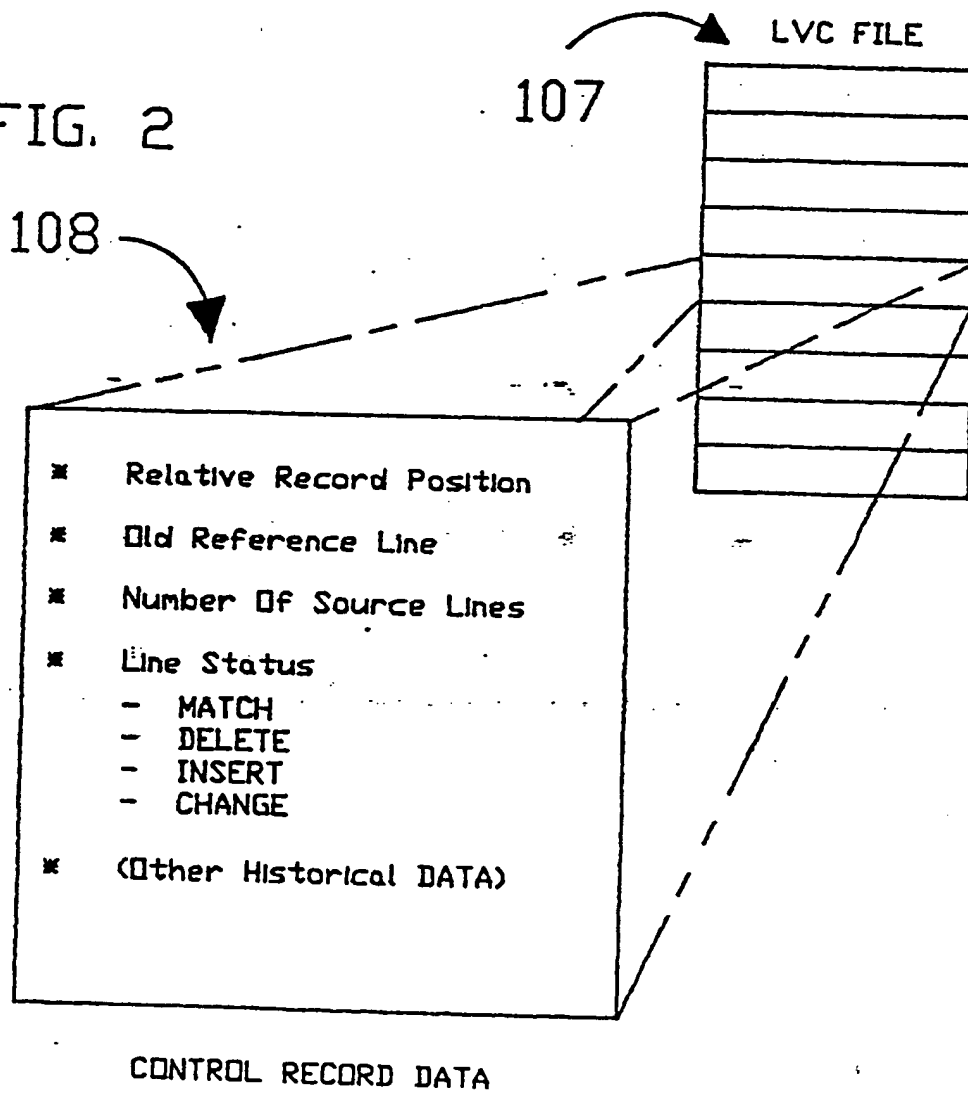 LVC FILE
107
FIG. 2
108
* Relative Record Position
* Old Reference Line
* Number Of Source Lines
* Line Status
- MATCH
- DELETE
- INSERT
- CHANGE
* (Other Historical DATA)
CONTROL RECORD DATA